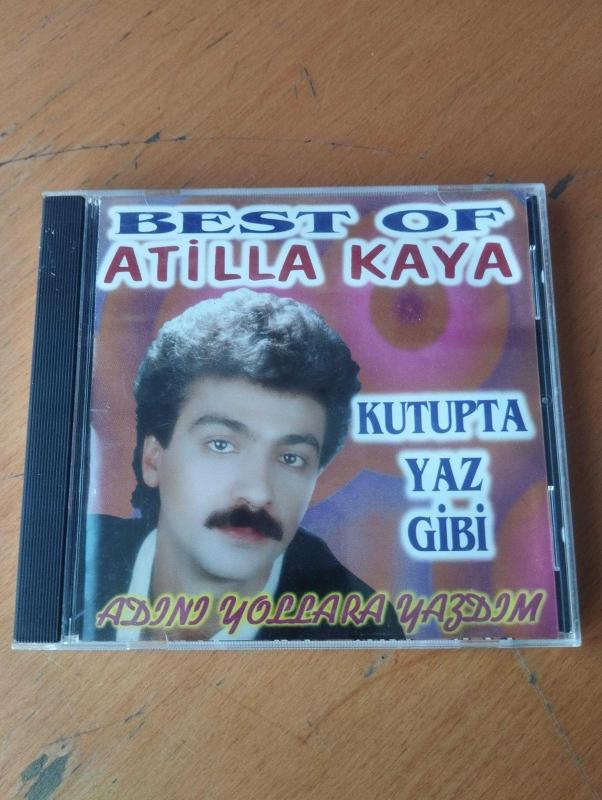 BEST OF
ATİLLA KAYA
KUTUPTA
YAZ
GİBİ
ADINI YOLLARA YAZDIM